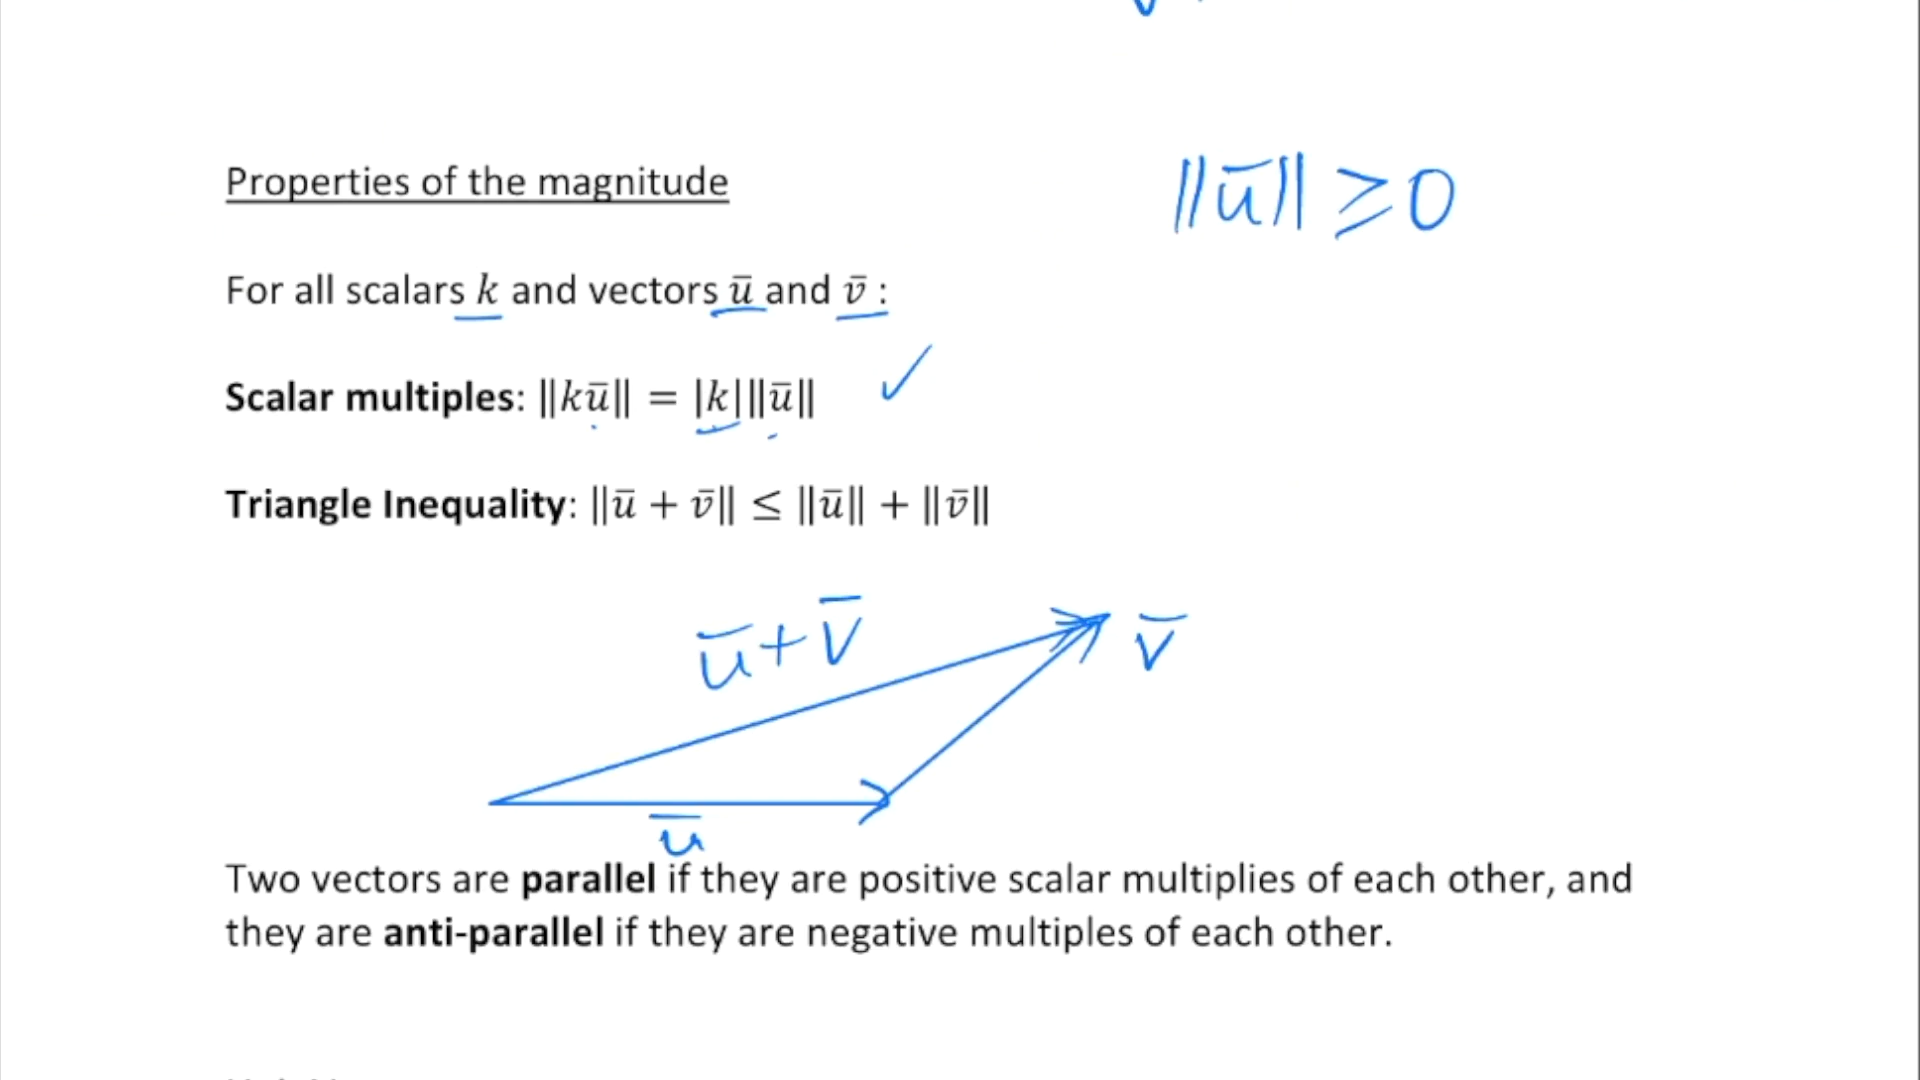 Properties of the magnitude
‖ū‖ ≥ 0
For all scalars k and vectors ū and v̄ :
Scalar multiples: ‖kū‖ = |k|‖ū‖ ✓
Triangle Inequality: ‖ū + v̄‖ ≤ ‖ū‖ + ‖v̄‖
ū+v̄
v̄
ū
Two vectors are parallel if they are positive scalar multiplies of each other, and
they are anti-parallel if they are negative multiples of each other.